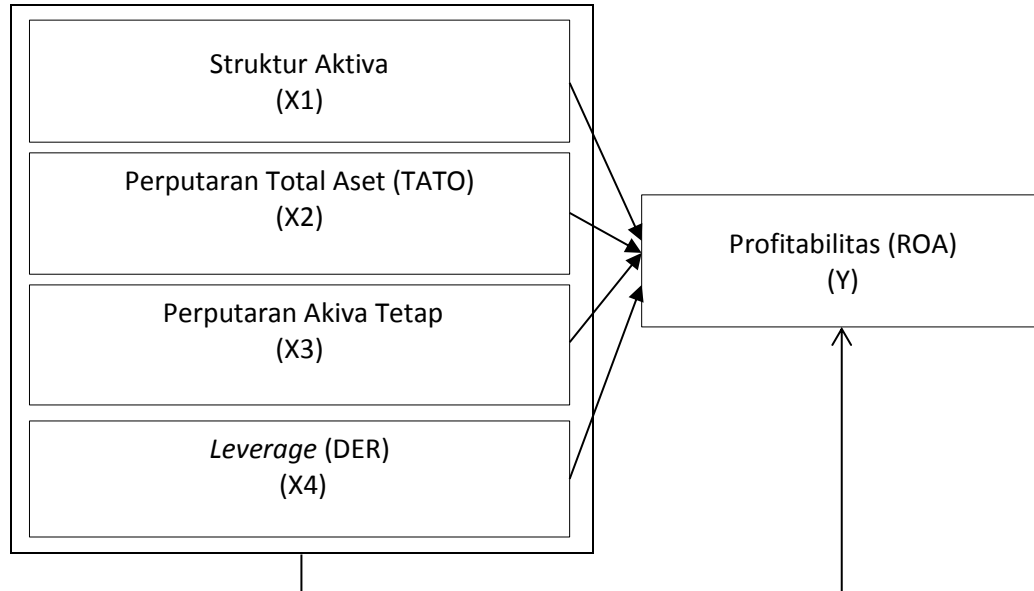 Struktur Aktiva
(X1)
Perputaran Total Aset (TATO)
(X2)
Perputaran Akiva Tetap
(X3)
Leverage (DER)
(X4)
Profitabilitas (ROA)
(Y)